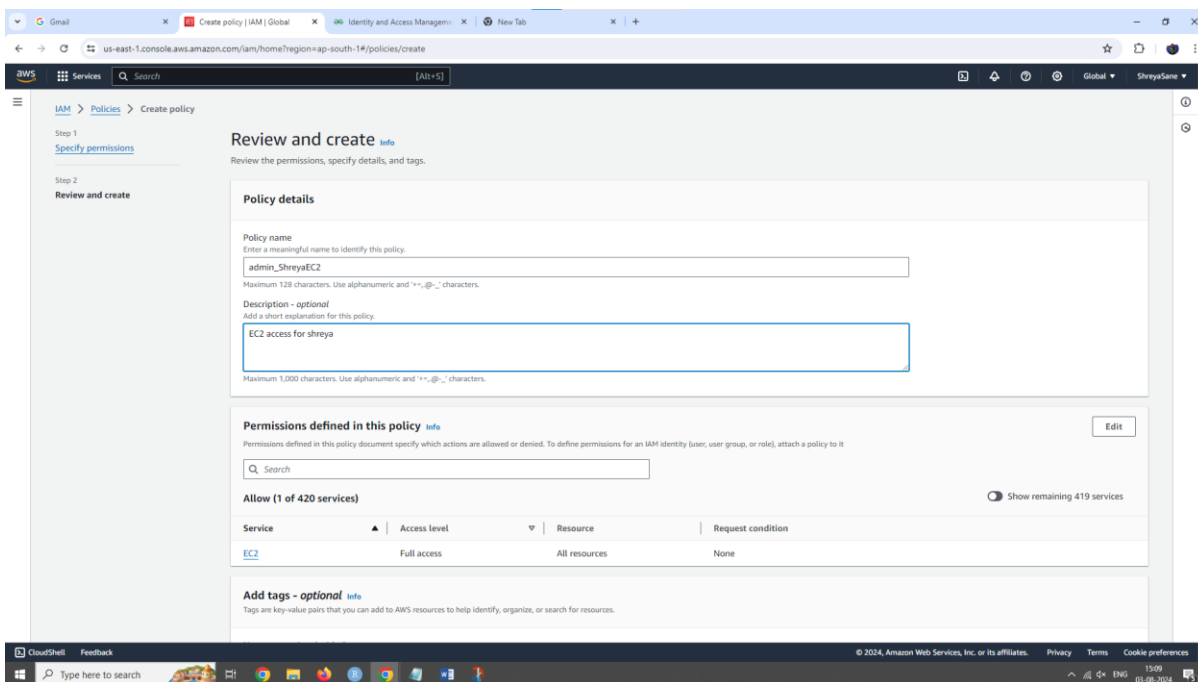 Gmail
Create policy | IAM | Global
Identity and Access Managem
New Tab
us-east-1.console.aws.amazon.com/iam/home?region=ap-south-1#/policies/create
aws
Services
Search
[Alt+S]
Global
ShreyaSane
IAM > Policies > Create policy
Step 1
Specify permissions
Step 2
Review and create
Review and create Info
Review the permissions, specify details, and tags.
Policy details
Policy name
Enter a meaningful name to identify this policy.
admin_ShreyaEC2
Maximum 128 characters. Use alphanumeric and '+=,.@-_' characters.
Description - optional
Add a short explanation for this policy.
EC2 access for shreya
Maximum 1,000 characters. Use alphanumeric and '+=,.@-_' characters.
Permissions defined in this policy Info
Edit
Permissions defined in this policy document specify which actions are allowed or denied. To define permissions for an IAM identity (user, user group, or role), attach a policy to it
Search
Allow (1 of 420 services)
Show remaining 419 services
Service Access level Resource Request condition
EC2 Full access All resources None
Add tags - optional Info
Tags are key-value pairs that you can add to AWS resources to help identify, organize, or search for resources.
CloudShell Feedback
© 2024, Amazon Web Services, Inc. or its affiliates. Privacy Terms Cookie preferences
Type here to search
ENG
15:09
03-08-2024